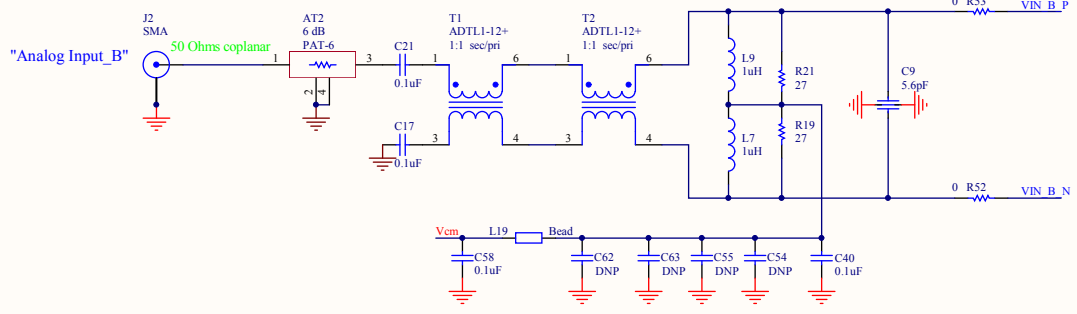 J2
SMA
"Analog Input_B"
50 Ohms coplanar
AT2
6 dB
PAT-6
1
3
2
4
C21
0.1uF
C17
0.1uF
T1
ADTL1-12+
1:1 sec/pri
1
6
3
4
T2
ADTL1-12+
1:1 sec/pri
1
6
3
4
L9
1uH
R21
27
L7
1uH
R19
27
C9
5.6pF
0 R53
VIN_B_P
0 R52
VIN_B_N
Vcm
L19
Bead
C58
0.1uF
C62
DNP
C63
DNP
C55
DNP
C54
DNP
C40
0.1uF